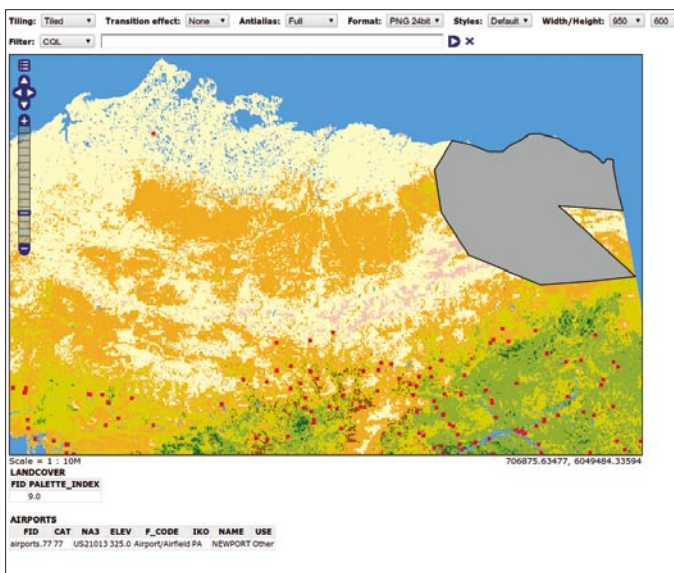 Tiling: Tiled Transition effect: None Antialias: Full Format: PNG 24bit Styles: Default Width/Height: 950 600
Filter: CQL
Scale = 1 : 10M 706875.63477, 6049484.33594
LANDCOVER
FID PALETTE_INDEX
9.0
AIRPORTS
FID CAT NA3 ELEV F_CODE IKO NAME USE
airports.77 77 US21013 325.0 Airport/Airfield PA NEWPORT Other